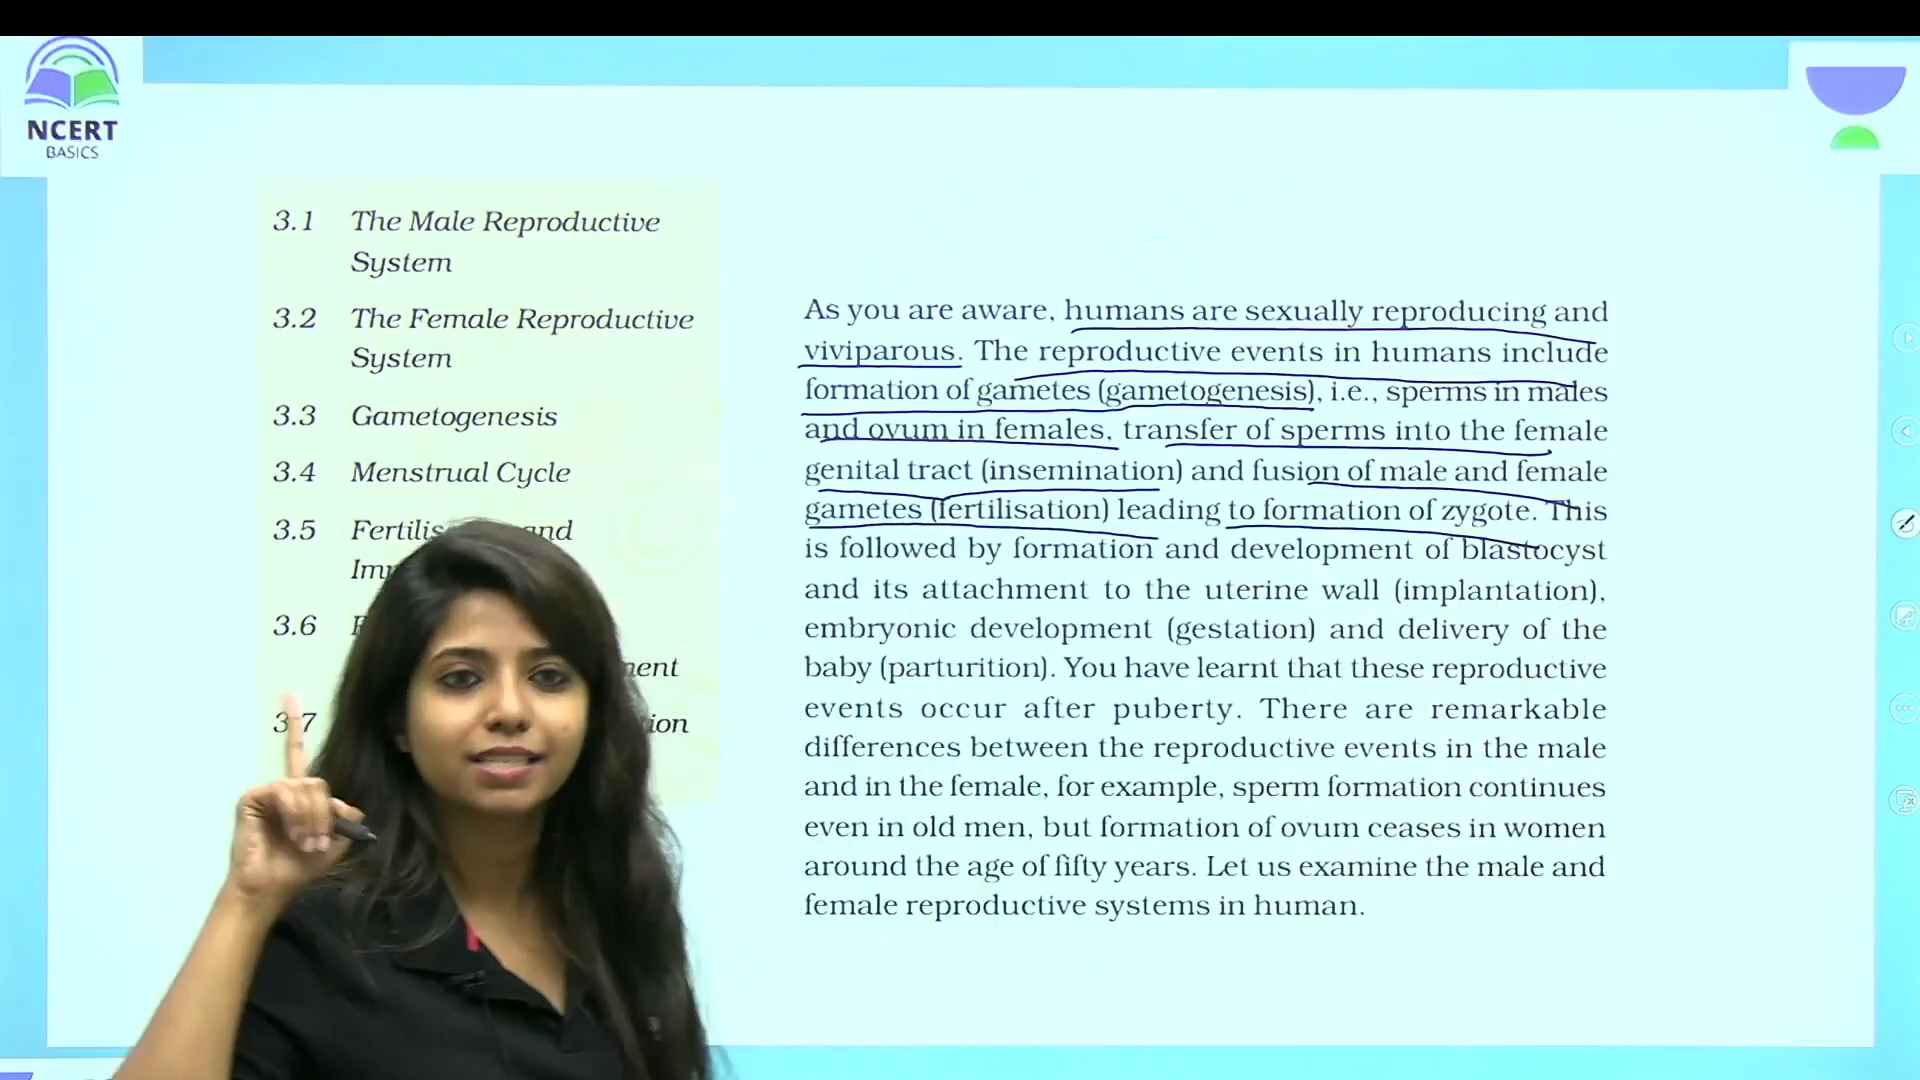 NCERT
BASICS
3.1 The Male Reproductive
System
3.2 The Female Reproductive
System
3.3 Gametogenesis
3.4 Menstrual Cycle
3.5
3.6
3.7
As you are aware, humans are sexually reproducing and
viviparous. The reproductive events in humans include
formation of gametes (gametogenesis), i.e., sperms in males
and ovum in females, transfer of sperms into the female
genital tract (insemination) and fusion of male and female
gametes (fertilisation) leading to formation of zygote. This
is followed by formation and development of blastocyst
and its attachment to the uterine wall (implantation),
embryonic development (gestation) and delivery of the
baby (parturition). You have learnt that these reproductive
events occur after puberty. There are remarkable
differences between the reproductive events in the male
and in the female, for example, sperm formation continues
even in old men, but formation of ovum ceases in women
around the age of fifty years. Let us examine the male and
female reproductive systems in human.